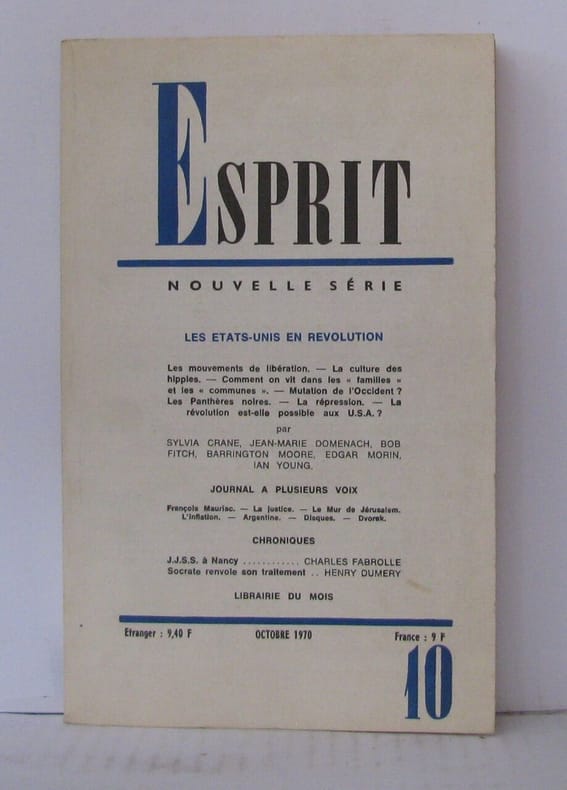 ESPRIT
NOUVELLE SÉRIE
LES ETATS-UNIS EN REVOLUTION
Les mouvements de libération. — La culture des
hippies. — Comment on vit dans les « familles »
et les « communes ». — Mutation de l'Occident ?
Les Panthères noires. — La répression. — La
révolution est-elle possible aux U.S.A. ?
par
SYLVIA CRANE, JEAN-MARIE DOMENACH, BOB
FITCH, BARRINGTON MOORE, EDGAR MORIN,
IAN YOUNG.
JOURNAL A PLUSIEURS VOIX
François Mauriac. — La justice. — Le Mur de Jérusalem.
L'inflation. — Argentine. — Disques. — Dvorak.
CHRONIQUES
J.J.S.S. à Nancy ............ CHARLES FABROLLE
Socrate renvoie son traitement .. HENRY DUMERY
LIBRAIRIE DU MOIS
Etranger : 9,40 F OCTOBRE 1970 France : 9 F
10